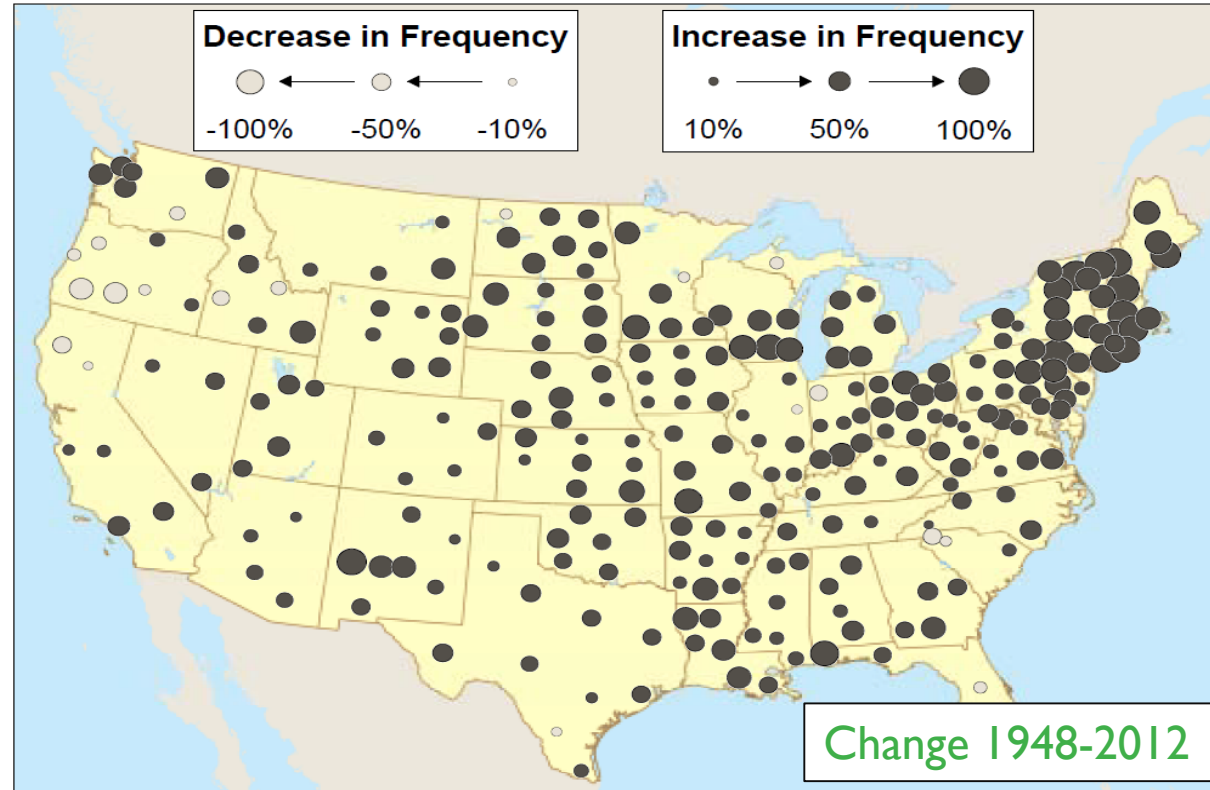 Decrease in Frequency
-100% -50% -10%
Increase in Frequency
10% 50% 100%
Change 1948-2012